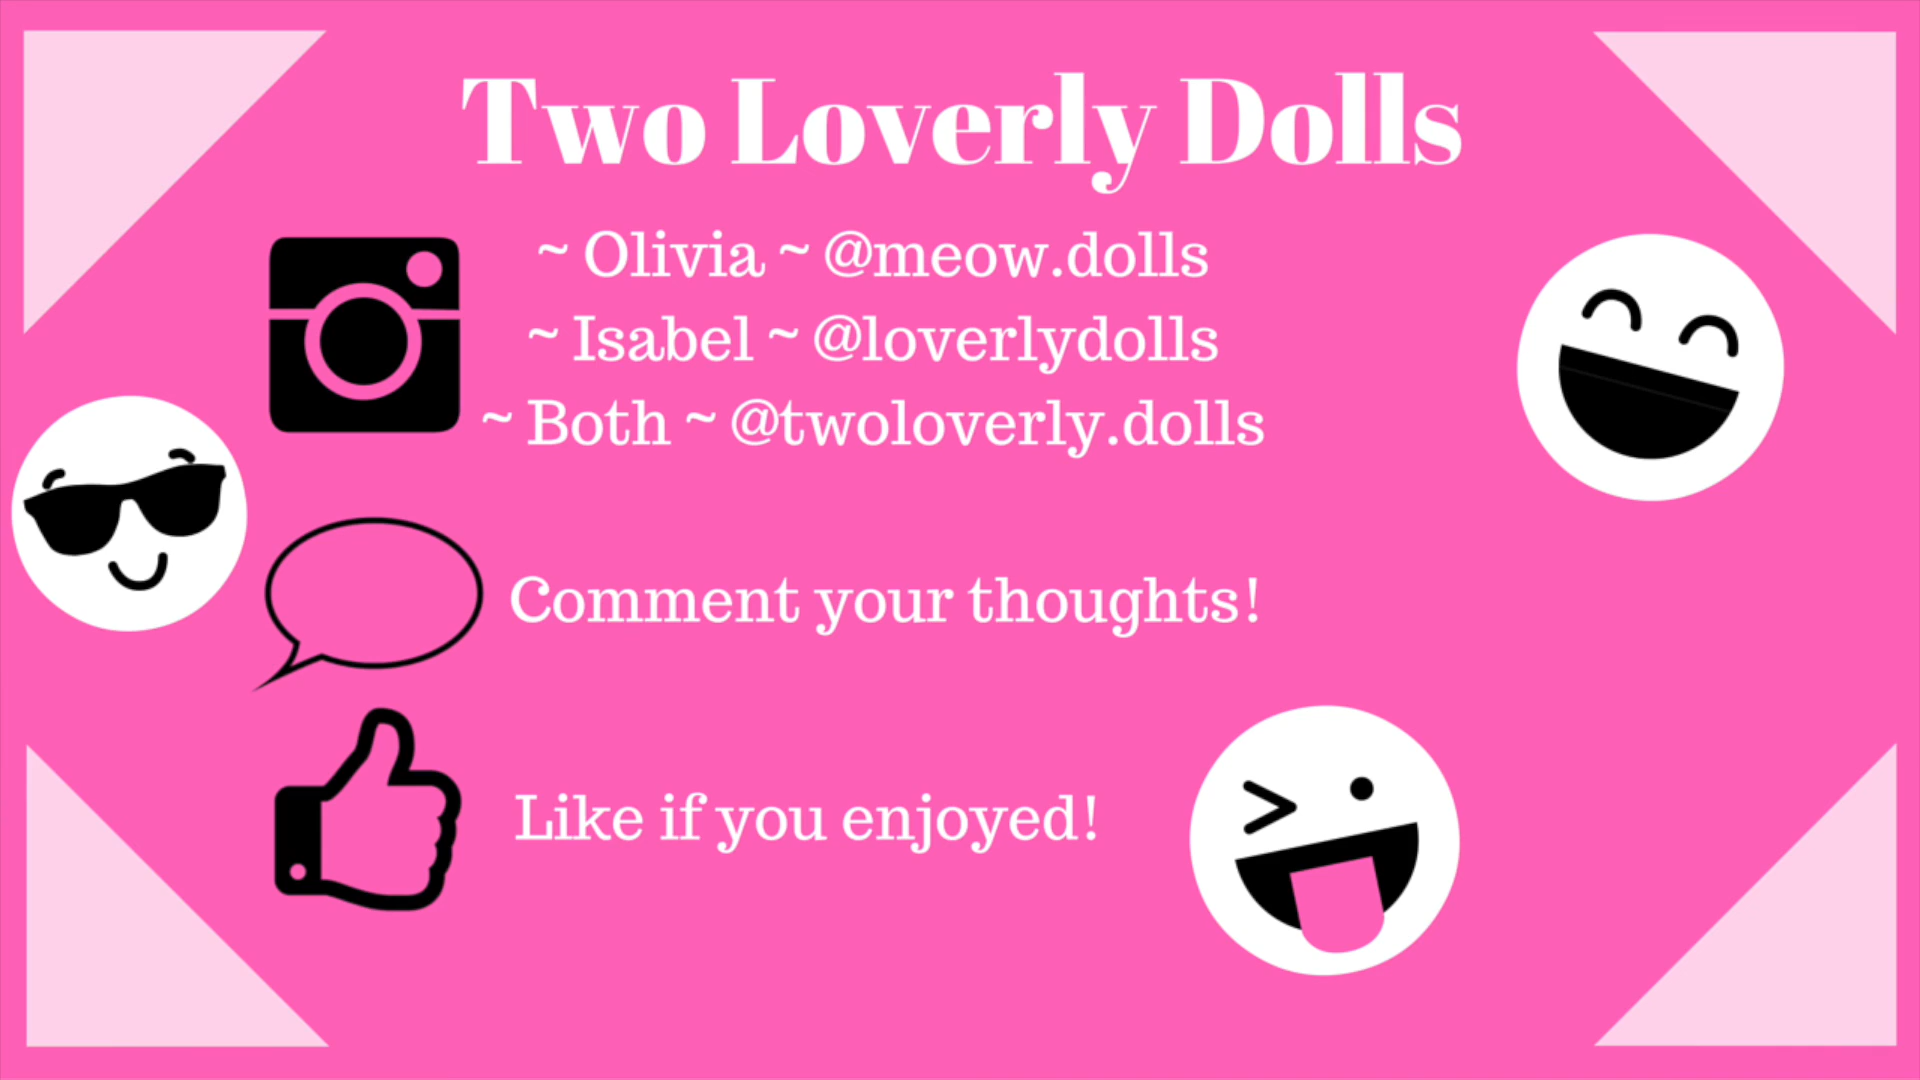 Two Loverly Dolls
~ Olivia ~ @meow.dolls
~ Isabel ~ @loverlydolls
~ Both ~ @twoloverly.dolls
Comment your thoughts!
Like if you enjoyed!